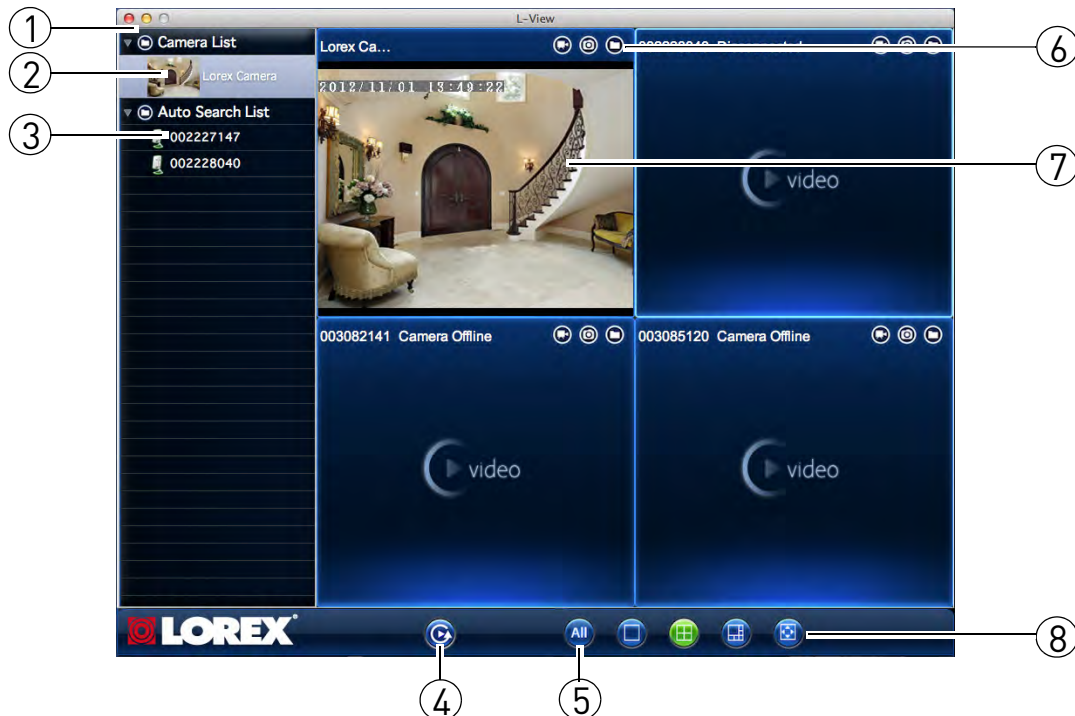 L-View
1
Camera List
2
Lorex Camera
Auto Search List
3
002227147
002228040
Lorex Ca...
6
2012/11/01 13:49:22
7
video
003082141 Camera Offline
003085120 Camera Offline
video
video
LOREX
All
8
4
5